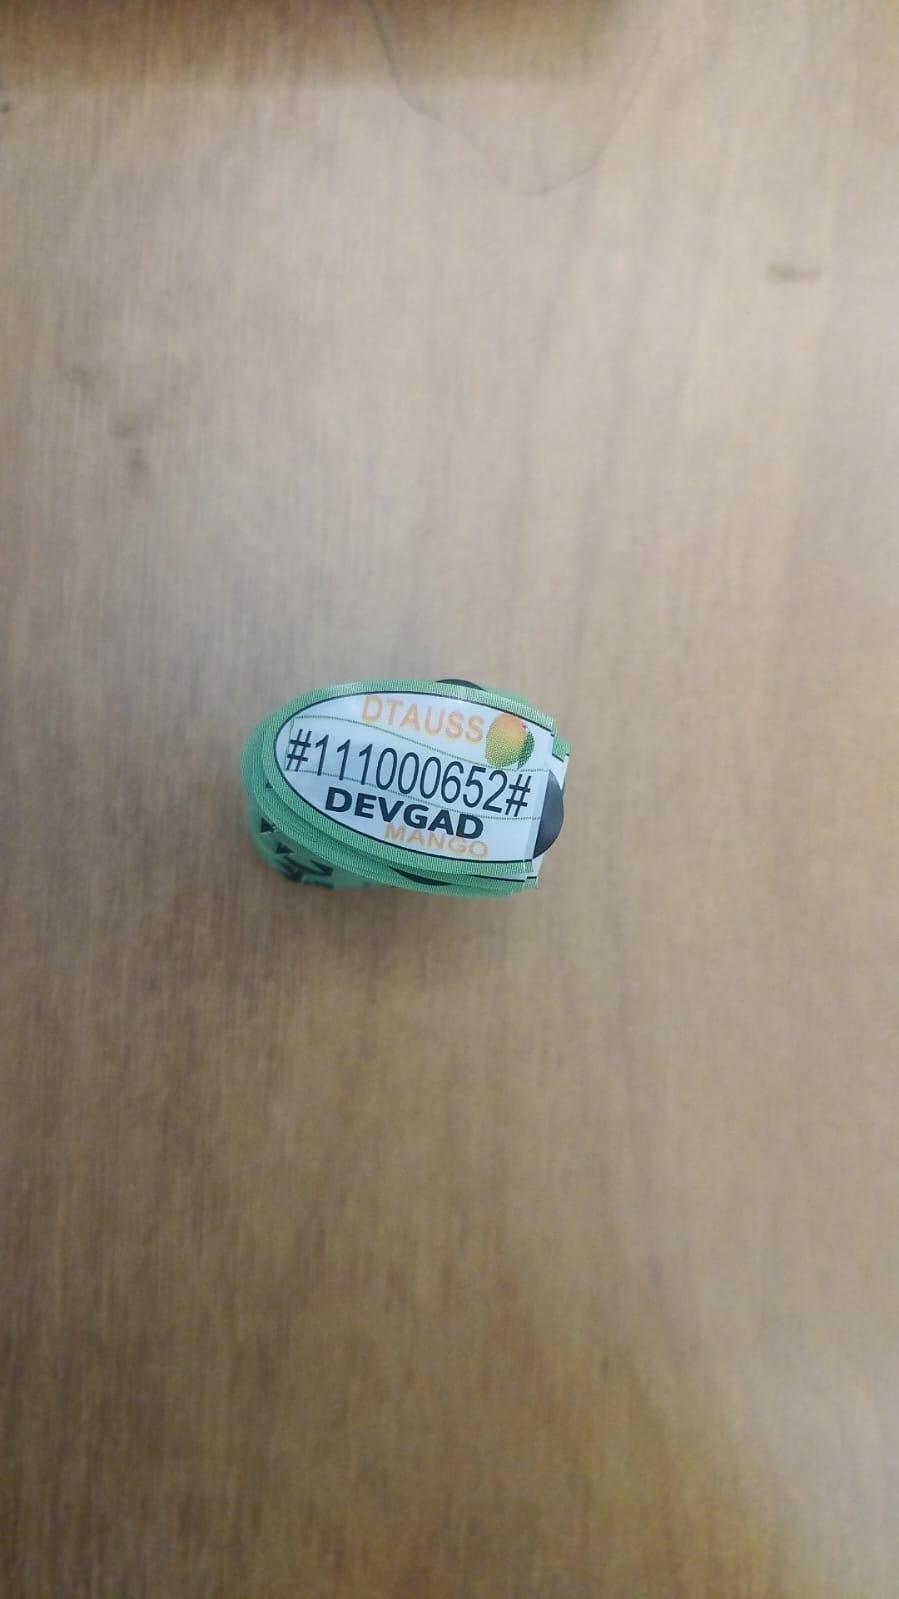 DTAUSS
#111000652#
DEVGAD
MANGO